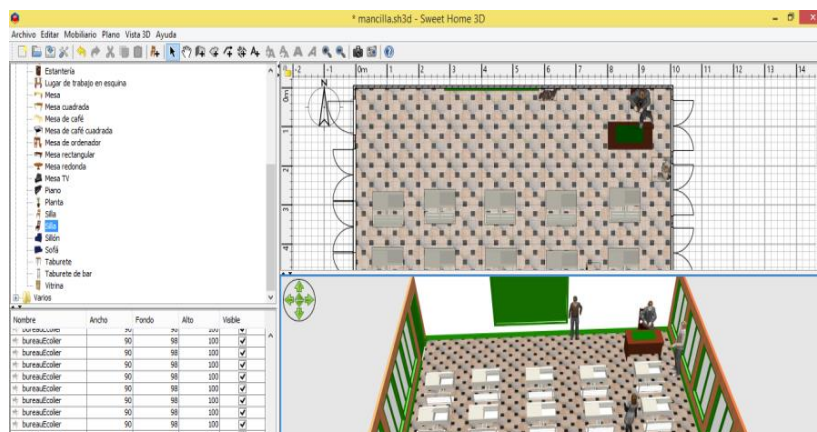 * mancilla.sh3d - Sweet Home 3D
Archivo Editar Mobiliario Plano Vista 3D Ayuda
Estantería
Lugar de trabajo en esquina
Mesa
Mesa cuadrada
Mesa de café
Mesa de café cuadrada
Mesa de ordenador
Mesa rectangular
Mesa redonda
Mesa TV
Piano
Planta
Silla
Silla
Sillón
Sofá
Taburete
Taburete de bar
Vitrina
Varios
Nombre Ancho Fondo Alto Visible
bureauEcolier 90 98 100
bureauEcolier 90 98 100
bureauEcolier 90 98 100
bureauEcolier 90 98 100
bureauEcolier 90 98 100
bureauEcolier 90 98 100
bureauEcolier 90 98 100
bureauEcolier 90 98 100
-2 -1 0m 1 2 3 4 5 6 7 8 9 10 11 12 13 14
N
0m
1
2
3
4